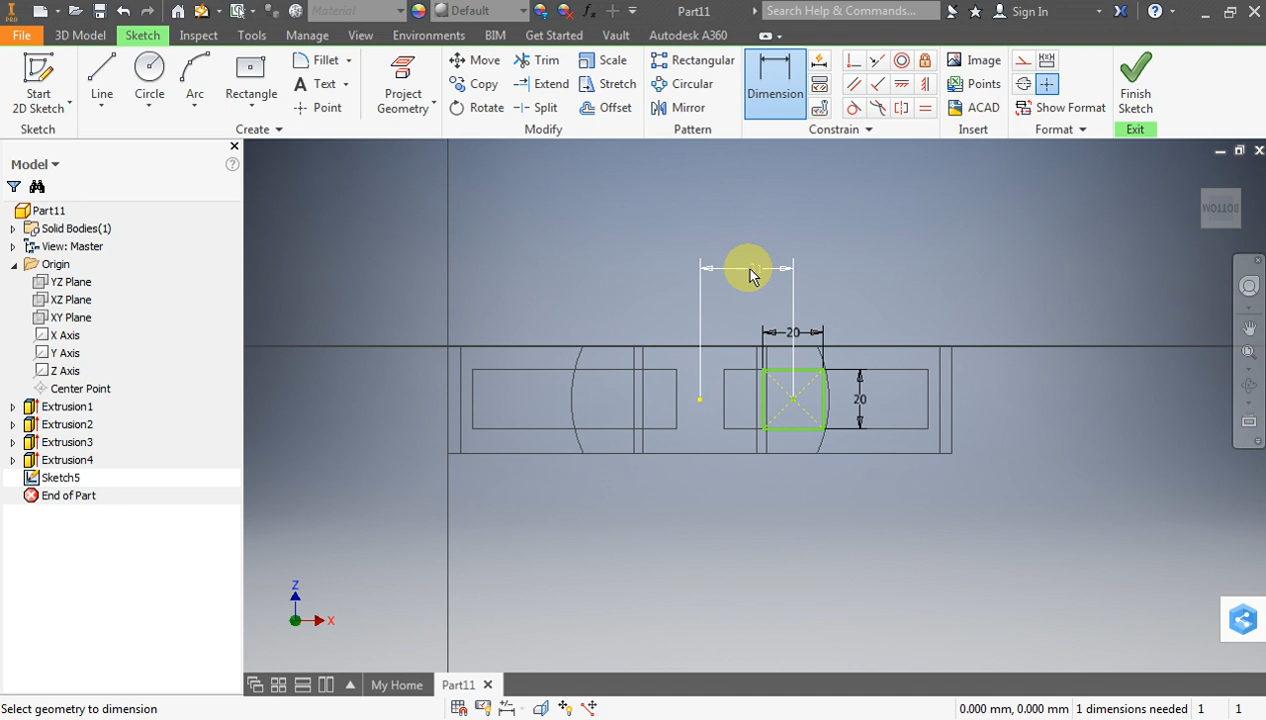 PRO
Material
Default
fx
Part11
Search Help & Commands...
Sign In
File
3D Model
Sketch
Inspect
Tools
Manage
View
Environments
BIM
Get Started
Vault
Autodesk A360
Start
2D Sketch
Line
Circle
Arc
Rectangle
Fillet
Text
Point
Project
Geometry
Move
Trim
Scale
Copy
Extend
Stretch
Rotate
Split
Offset
Rectangular
Circular
Mirror
Dimension
Image
Points
ACAD
Show Format
Finish
Sketch
Sketch
Create
Modify
Pattern
Constrain
Insert
Format
Exit
Model
Part11
Solid Bodies(1)
View: Master
Origin
YZ Plane
XZ Plane
XY Plane
X Axis
Y Axis
Z Axis
Center Point
Extrusion1
Extrusion2
Extrusion3
Extrusion4
Sketch5
End of Part
BOTTOM
20
20
Z
X
My Home
Part11
Select geometry to dimension
0.000 mm, 0.000 mm
1 dimensions needed
1
1